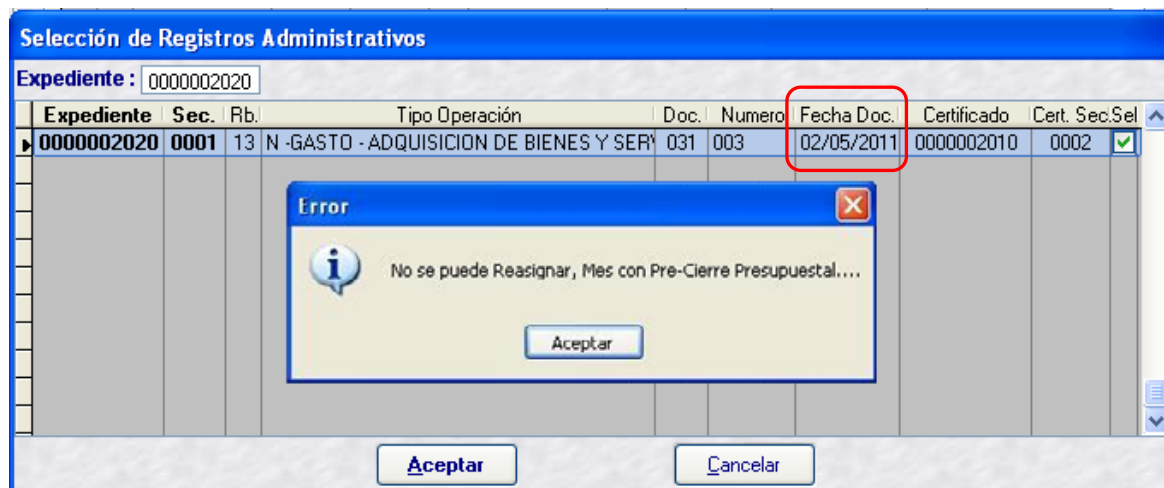 Selección de Registros Administrativos
Expediente : 0000002020
Expediente Sec. Rb. Tipo Operación Doc. Numero Fecha Doc. Certificado Cert. Sec Sel
0000002020 0001 13 N -GASTO - ADQUISICION DE BIENES Y SER 031 003 02/05/2011 0000002010 0002
Error
No se puede Reasignar, Mes con Pre-Cierre Presupuestal....
Aceptar
Aceptar Cancelar